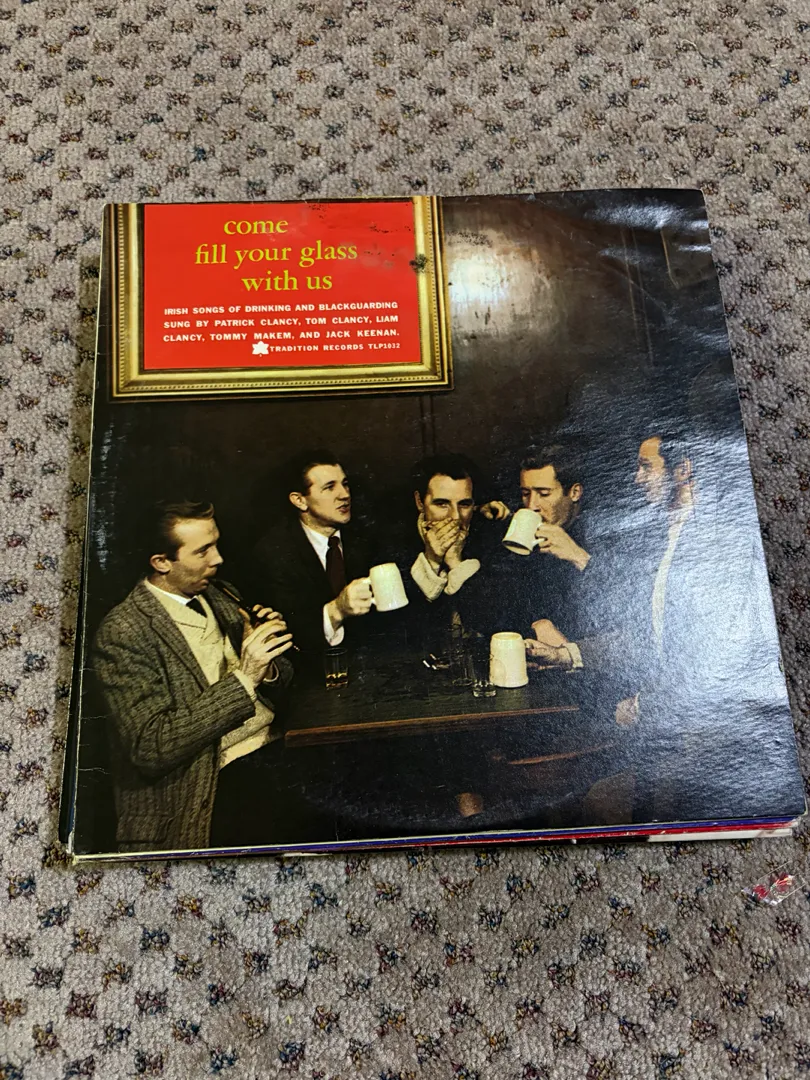 come
fill your glass
with us
IRISH SONGS OF DRINKING AND BLACKGUARDING
SUNG BY PATRICK CLANCY, TOM CLANCY, LIAM
CLANCY, TOMMY MAKEM, AND JACK KEENAN.
TRADITION RECORDS TLP1032